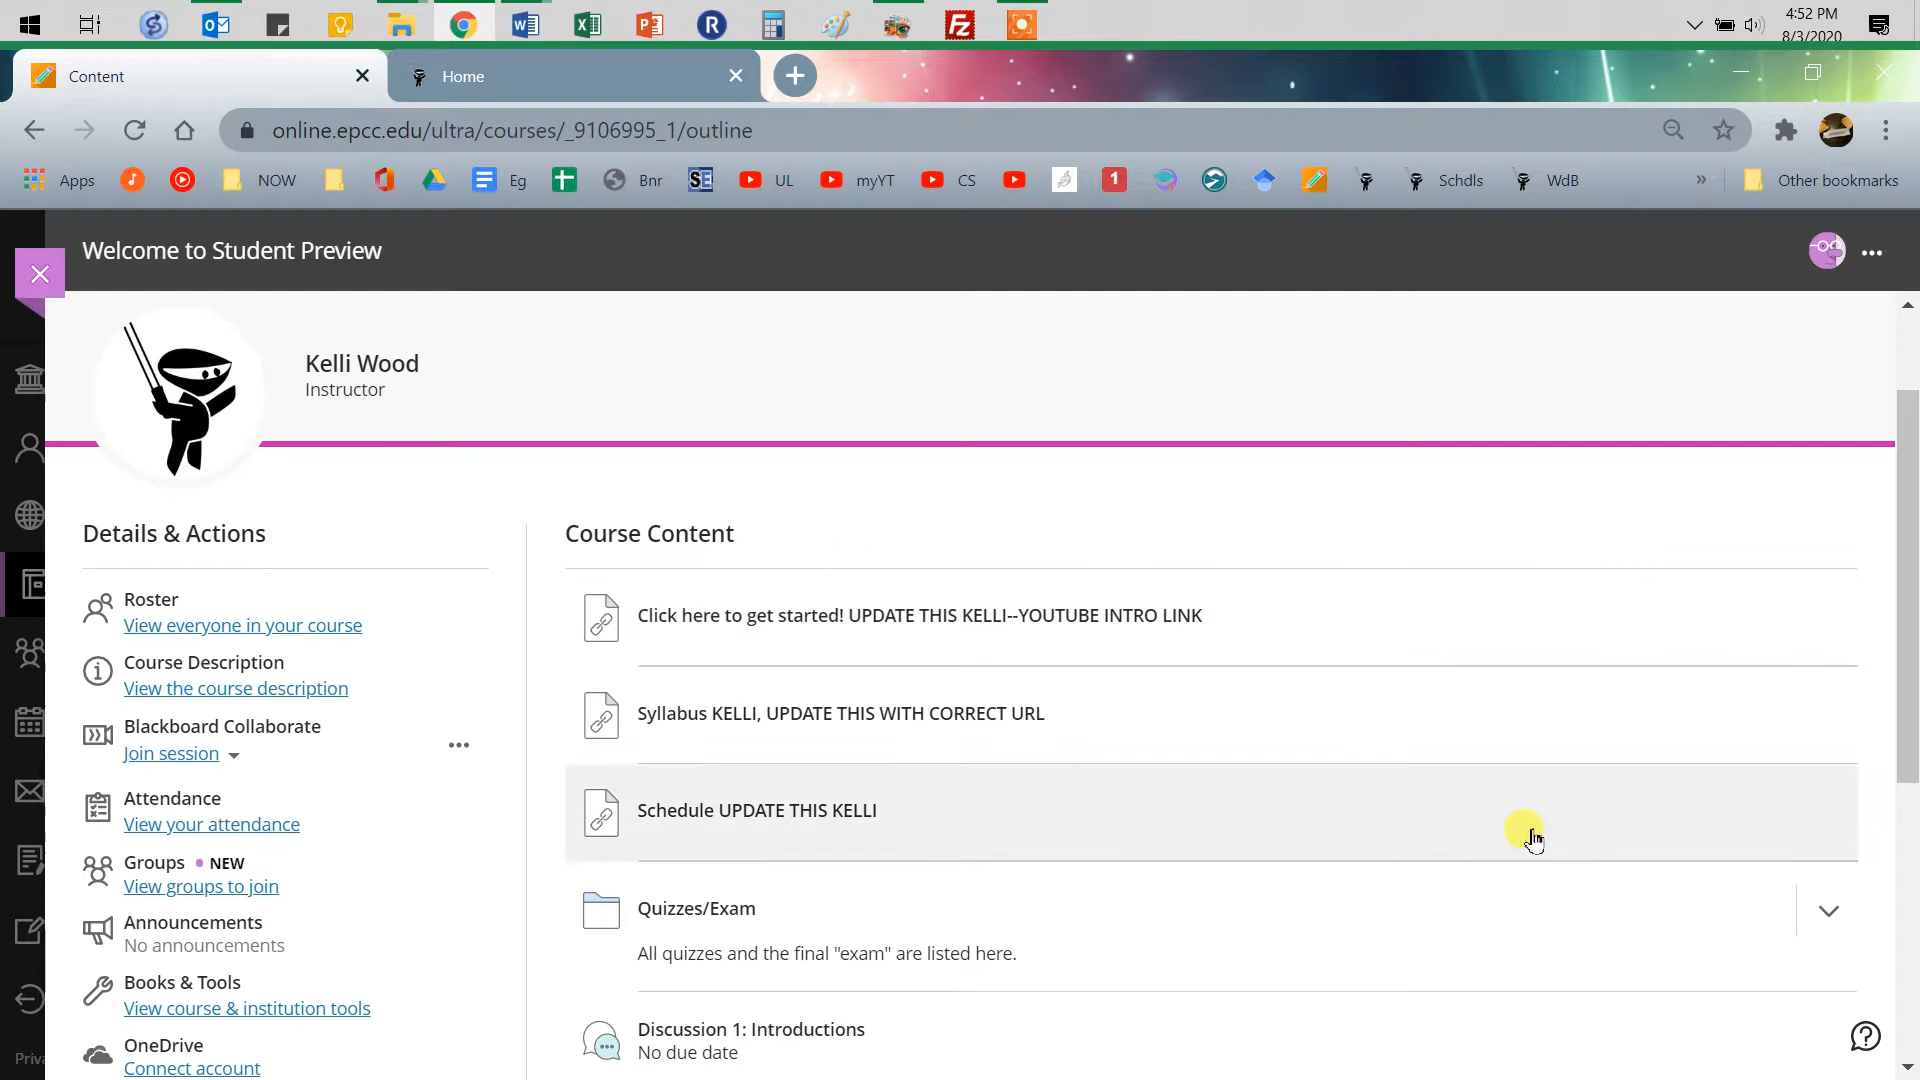 4:52 PM
8/3/2020
Content
Home
online.epcc.edu/ultra/courses/_9106995_1/outline
Apps
NOW
Eg
Bnr
SE
UL
myYT
CS
1
Schdls
WdB
»
Other bookmarks
Welcome to Student Preview
Kelli Wood
Instructor
Details & Actions
Roster
View everyone in your course
Course Description
View the course description
Blackboard Collaborate
Join session
Attendance
View your attendance
Groups • NEW
View groups to join
Announcements
No announcements
Books & Tools
View course & institution tools
OneDrive
Connect account
Course Content
Click here to get started! UPDATE THIS KELLI--YOUTUBE INTRO LINK
Syllabus KELLI, UPDATE THIS WITH CORRECT URL
Schedule UPDATE THIS KELLI
Quizzes/Exam
All quizzes and the final "exam" are listed here.
Discussion 1: Introductions
No due date
Priva